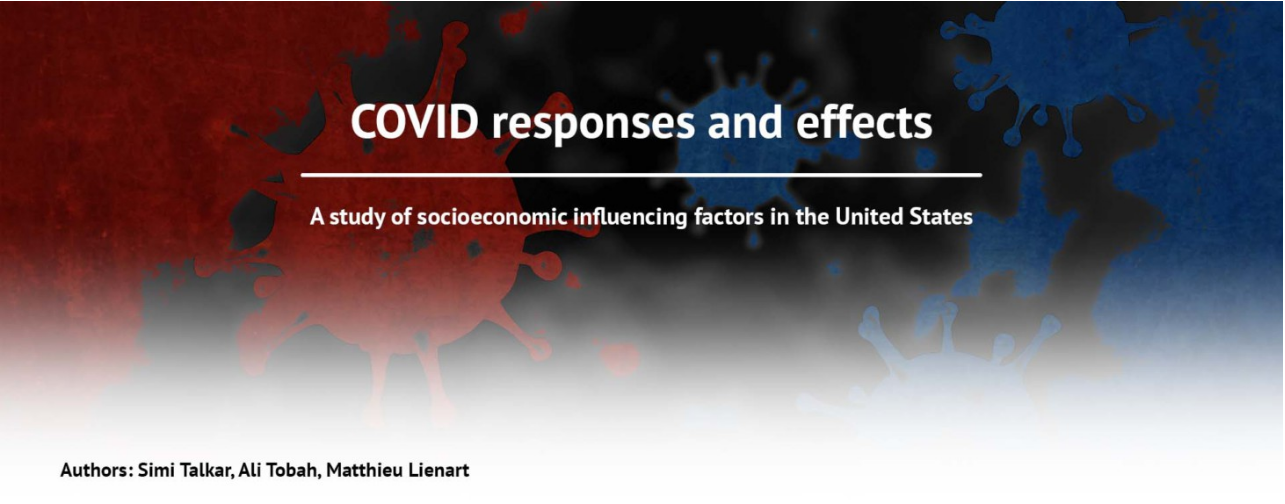 COVID responses and effects
A study of socioeconomic influencing factors in the United States
Authors: Simi Talkar, Ali Tobah, Matthieu Lienart